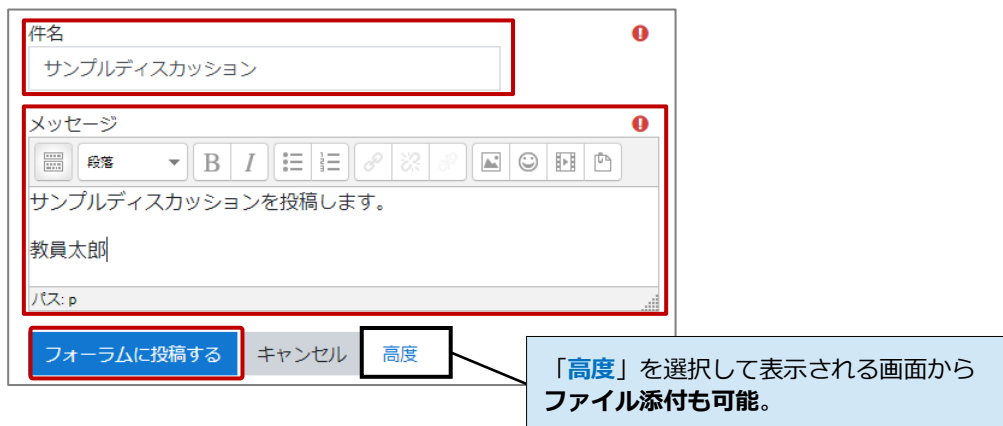 件名
サンプルディスカッション
メッセージ
段落 B I
サンプルディスカッションを投稿します。
教員太郎
パス: p
フォーラムに投稿する キャンセル 高度
「高度」を選択して表示される画面から
ファイル添付も可能。